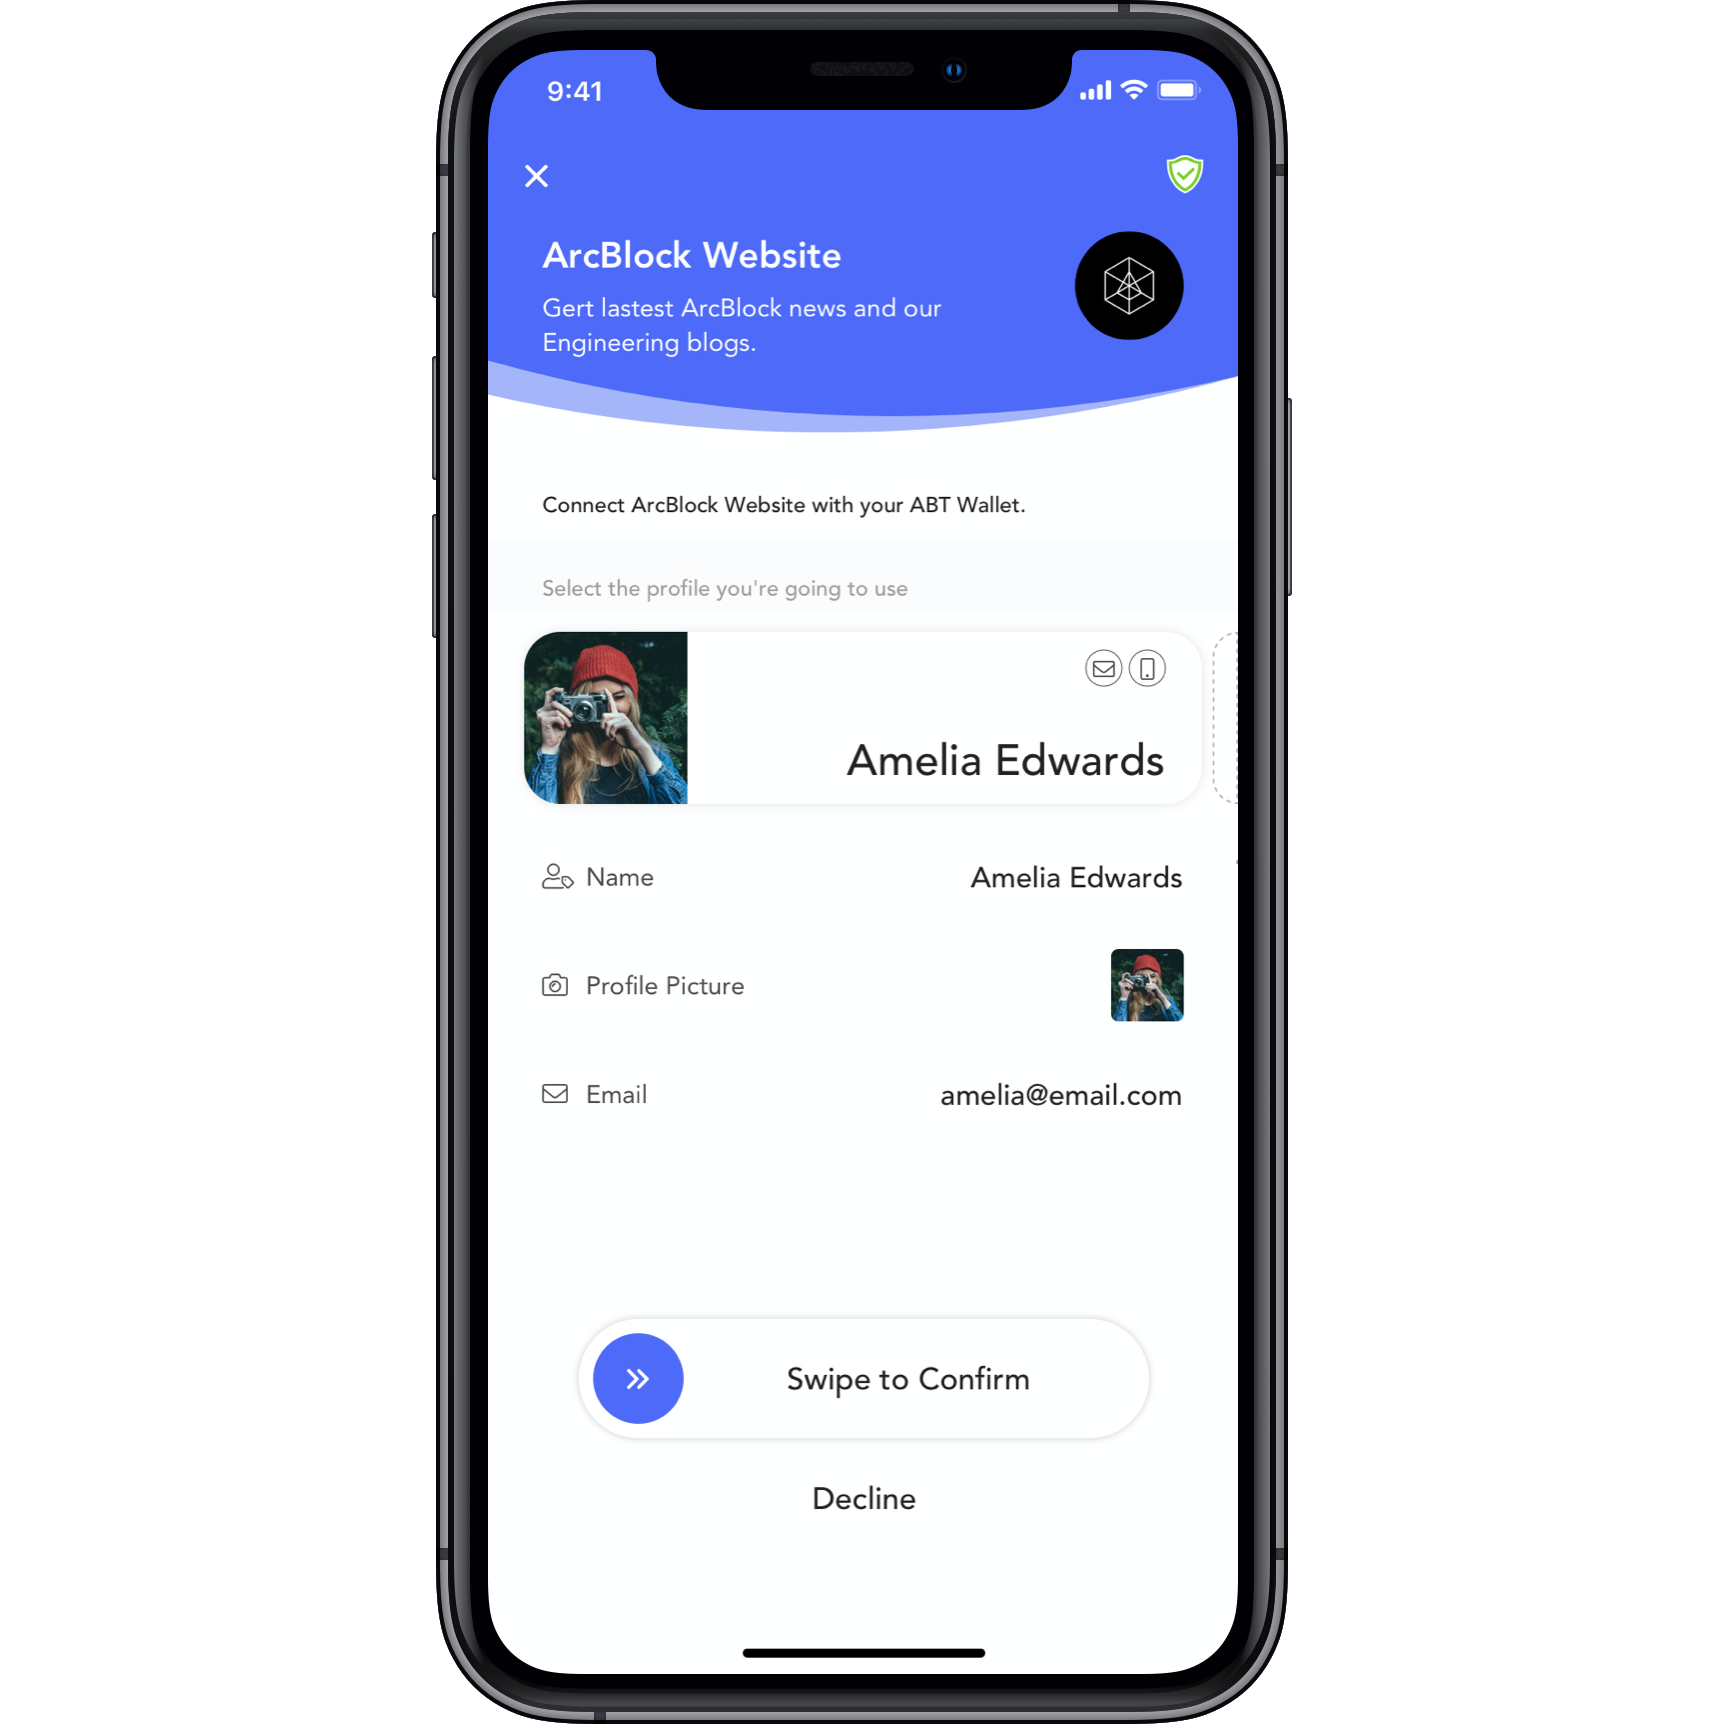 9:41
ArcBlock Website
Gert lastest ArcBlock news and our
Engineering blogs.
Connect ArcBlock Website with your ABT Wallet.
Select the profile you're going to use
Amelia Edwards
Name
Amelia Edwards
Profile Picture
Email
amelia@email.com
Swipe to Confirm
Decline